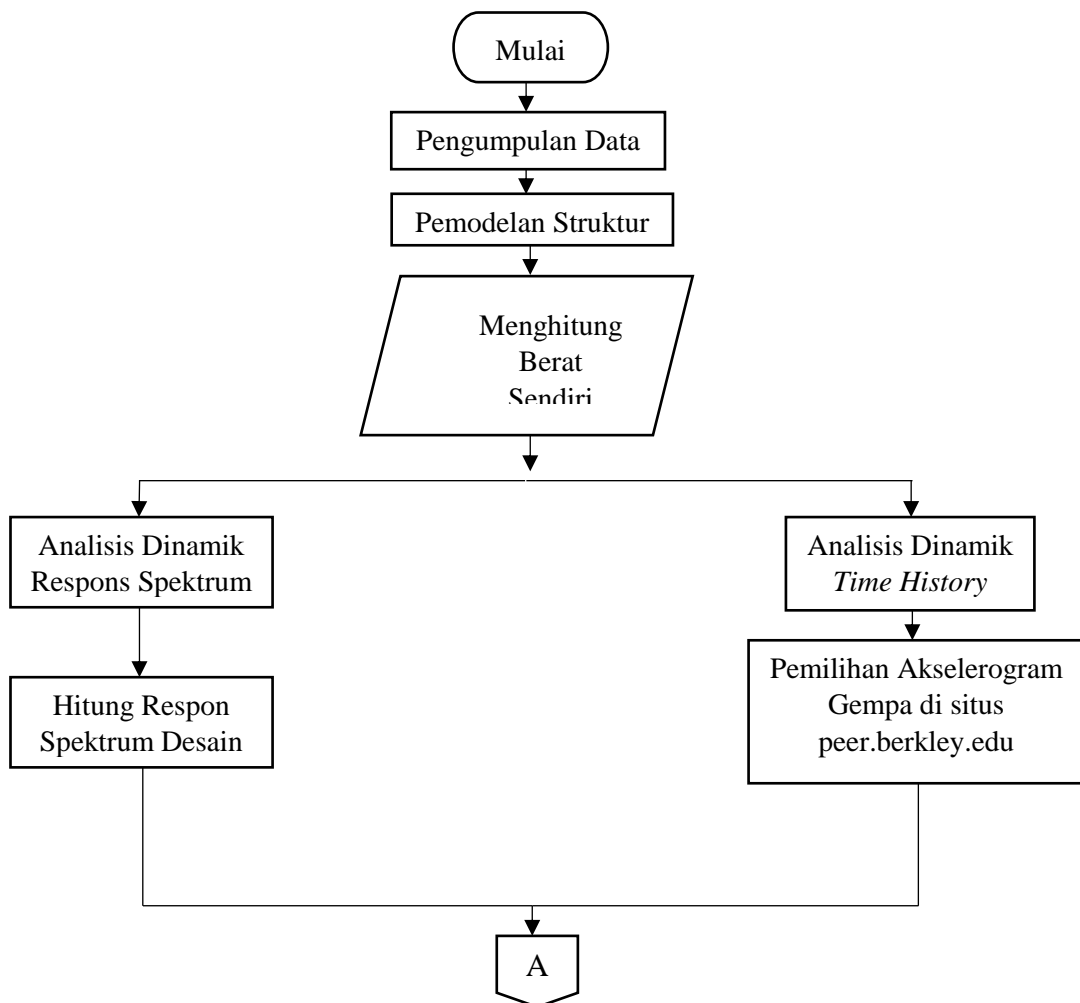 Mulai
Pengumpulan Data
Pemodelan Struktur
Menghitung
Berat
Sendiri
Analisis Dinamik
Respons Spektrum
Analisis Dinamik
Time History
Hitung Respon
Spektrum Desain
Pemilihan Akselerogram
Gempa di situs
peer.berkley.edu
A